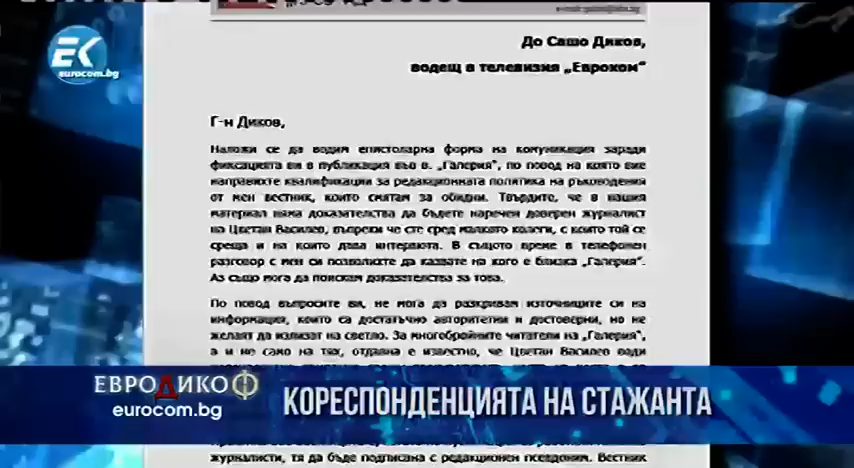 До Сашо Диков,
водещ в телевизия „Евроком“
EK
eurocom.bg
Г-н Диков,
Наложи се да водим епистоларна форма на комуникация заради
фиксацията ви в публикация във в. „Галерия“, по повод на която вие
направихте квалификации за редакционната политика на ръководения
от мен вестник, които смятам за обидни. Твърдите, че в нашия
материал няма доказателства да бъдете наречен доверен журналист
на Цветан Василев, въпреки че сте сред малкото колеги, с които той се
среща и на които дава интервюта. В същото време в телефонен
разговор с мен си позволихте да казвате на кого е близка „Галерия“.
Аз също мога да поискам доказателства за това.
По повод въпросите ви, не мога да разкривам източниците си на
информация, които са достатъчно авторитетни и достоверни, но не
желаят да излизат на светло. За многобройните читатели на „Галерия“,
а и не само на тях, отдавна е известно, че Цветан Василев води
ЕВРОДИКОФ
eurocom.bg
КОРЕСПОНДЕНЦИЯТА НА СТАЖАНТА
журналисти, тя да бъде подписана с редакционен псевдоним. Вестник